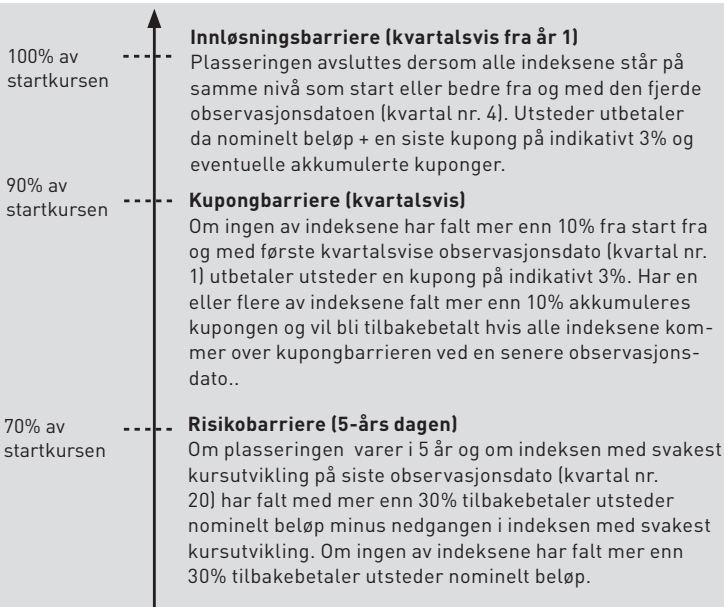 100% av
startkursen
Innløsningsbarriere (kvartalsvis fra år 1)
Plasseringen avsluttes dersom alle indeksene står på
samme nivå som start eller bedre fra og med den fjerde
observasjonsdatoen (kvartal nr. 4). Utsteder utbetaler
da nominelt beløp + en siste kupong på indikativt 3% og
eventuelle akkumulerte kuponger.
90% av
startkursen
Kupongbarriere (kvartalsvis)
Om ingen av indeksene har falt mer enn 10% fra start fra
og med første kvartalsvise observasjonsdato (kvartal nr.
1) utbetaler utsteder en kupong på indikativt 3%. Har en
eller flere av indeksene falt mer enn 10% akkumuleres
kupongen og vil bli tilbakebetalt hvis alle indeksene kom-
mer over kupongbarrieren ved en senere observasjons-
dato..
70% av
startkursen
Risikobarriere (5-års dagen)
Om plasseringen varer i 5 år og om indeksen med svakest
kursutvikling på siste observasjonsdato (kvartal nr.
20) har falt med mer enn 30% tilbakebetaler utsteder
nominelt beløp minus nedgangen i indeksen med svakest
kursutvikling. Om ingen av indeksene har falt mer enn
30% tilbakebetaler utsteder nominelt beløp.